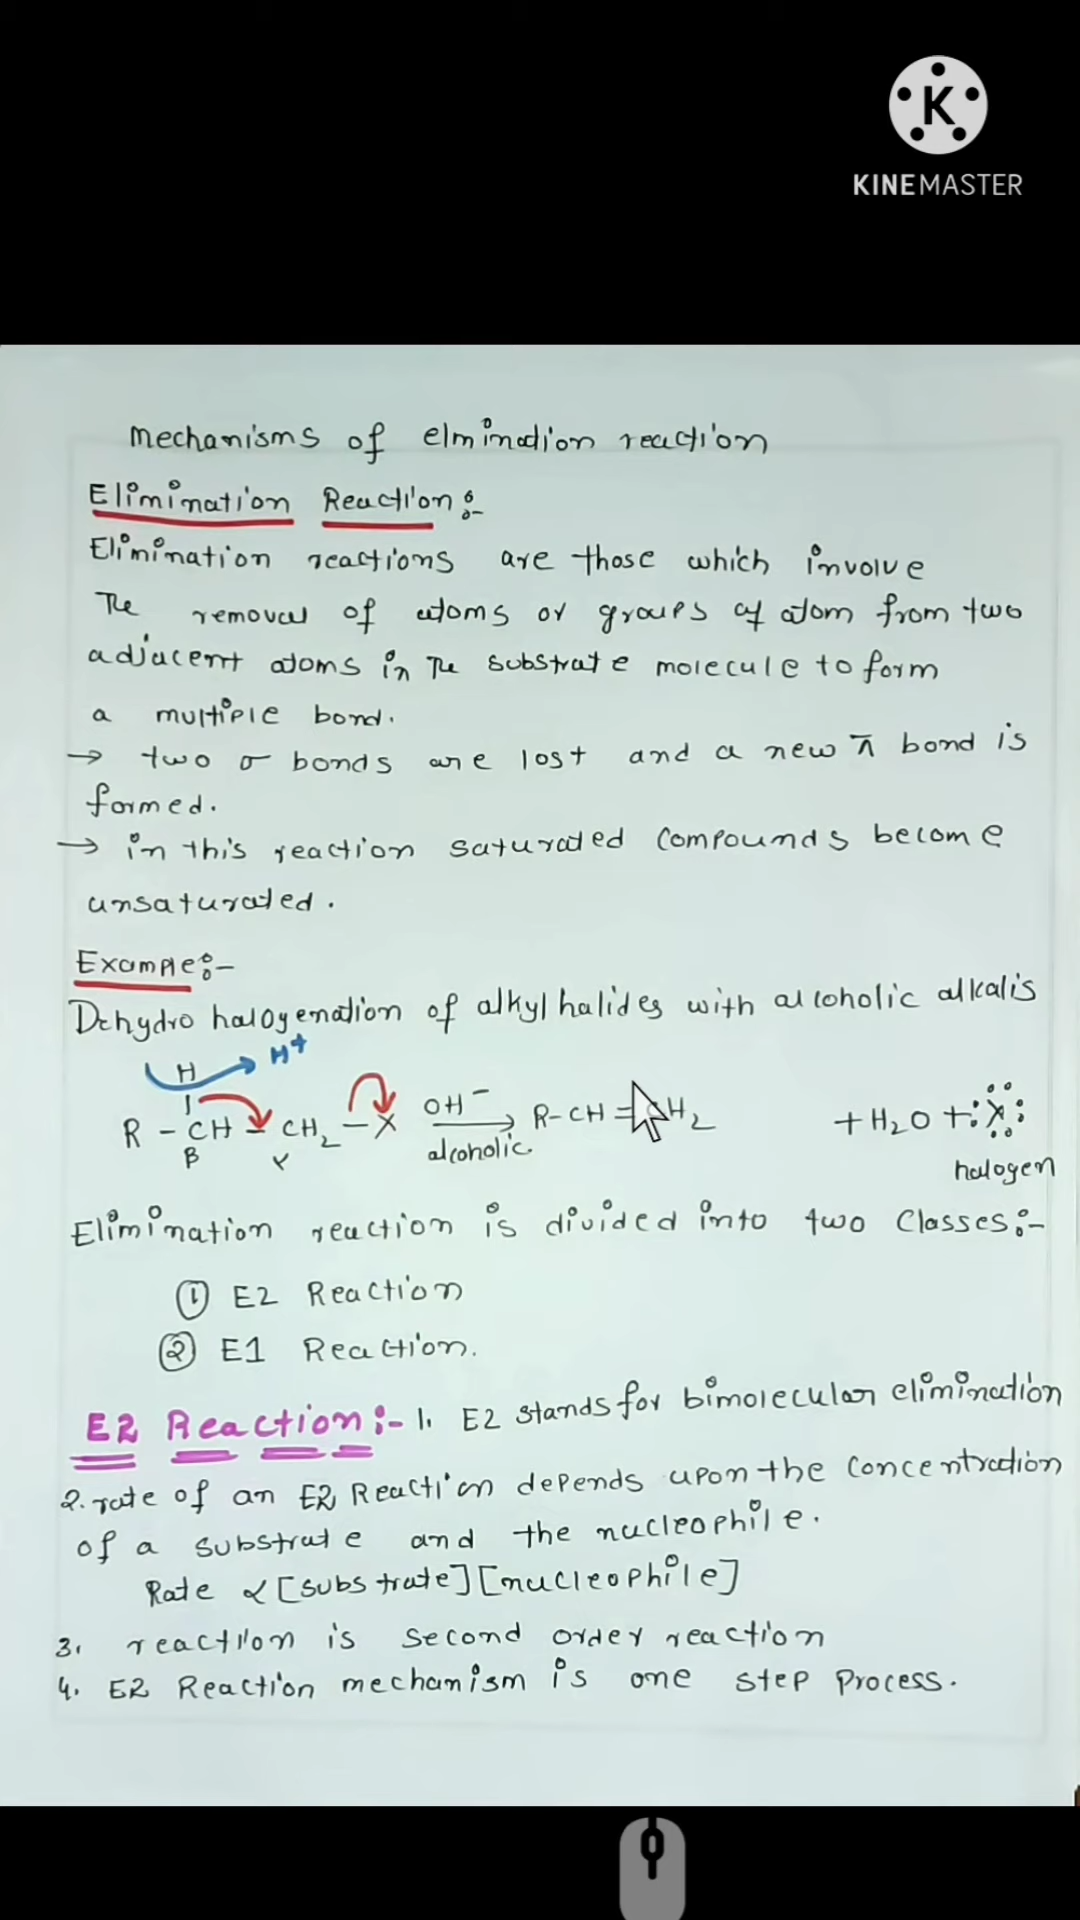 K
KINEMASTER
Mechanisms of elmination reaction
Elimination Reaction:-
Elimination reactions are those which involve
The removal of atoms or groups of atom from two
adjacent atoms in The substrate molecule to form
a multiple bond.
→ two σ bonds are lost and a new π bond is
formed.
→ in this reaction saturated compounds become
unsaturated.
Example:-
Dehydro halogenation of alkyl halides with alcoholic alkalis
H H+
R - CH - CH2 - X OH- → R-CH = CH2 + H2O + :X:
β alcoholic. halogen
Elimination reaction is divided into two Classes:-
① E2 Reaction
② E1 Reaction.
E2 Reaction:- 1. E2 stands for bimolecular elimination
2. rate of an E2 Reaction depends upon the concentration
of a substrate and the nucleophile.
Rate ∝ [substrate][nucleophile]
3. reaction is second order reaction
4. E2 Reaction mechanism is one step process.